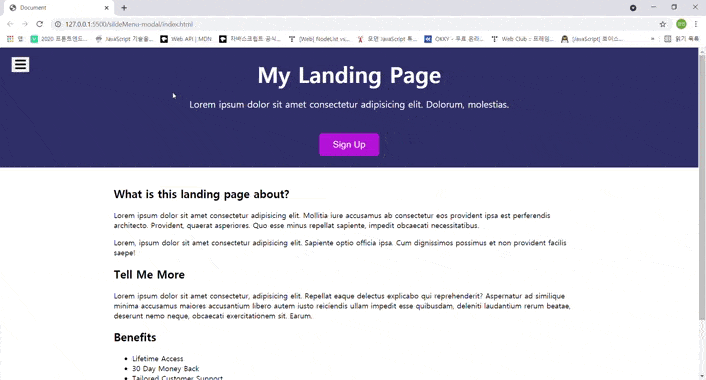 Document
127.0.0.1:5500/slideMenu-modal/index.html
앱 2020 프론트엔드... JavaScript 기술을... Web API | MDN 자바스크립트 공식... [Web] NodeList vs... 모던 JavaScript 튜... OKKY - 무료 온라... Web Club :: 프레임... [JavaScript] 호이스... » 읽기 목록
My Landing Page
Lorem ipsum dolor sit amet consectetur adipisicing elit. Dolorum, molestias.
Sign Up
What is this landing page about?
Lorem ipsum dolor sit amet consectetur adipisicing elit. Mollitia iure accusamus ab consectetur eos provident ipsa est perferendis
architecto. Provident, quaerat asperiores. Quo esse minus repellat sapiente, impedit obcaecati necessitatibus.
Lorem, ipsum dolor sit amet consectetur adipisicing elit. Sapiente optio officia ipsa. Cum dignissimos possimus et non provident facilis
saepe!
Tell Me More
Lorem ipsum dolor sit amet consectetur, adipisicing elit. Repellat eaque delectus explicabo qui reprehenderit? Aspernatur ad similique
minima accusamus maiores accusantium libero autem iusto reiciendis ullam impedit esse quibusdam, deleniti laudantium rerum beatae,
deserunt nemo neque, obcaecati exercitationem sit. Earum.
Benefits
• Lifetime Access
• 30 Day Money Back
• Tailored Customer Support